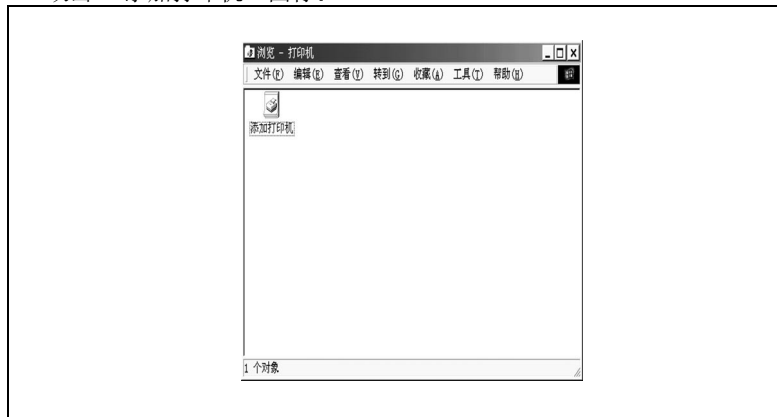 浏览 - 打印机
文件(F) 编辑(E) 查看(V) 转到(G) 收藏(A) 工具(T) 帮助(H)
添加打印机
1 个对象